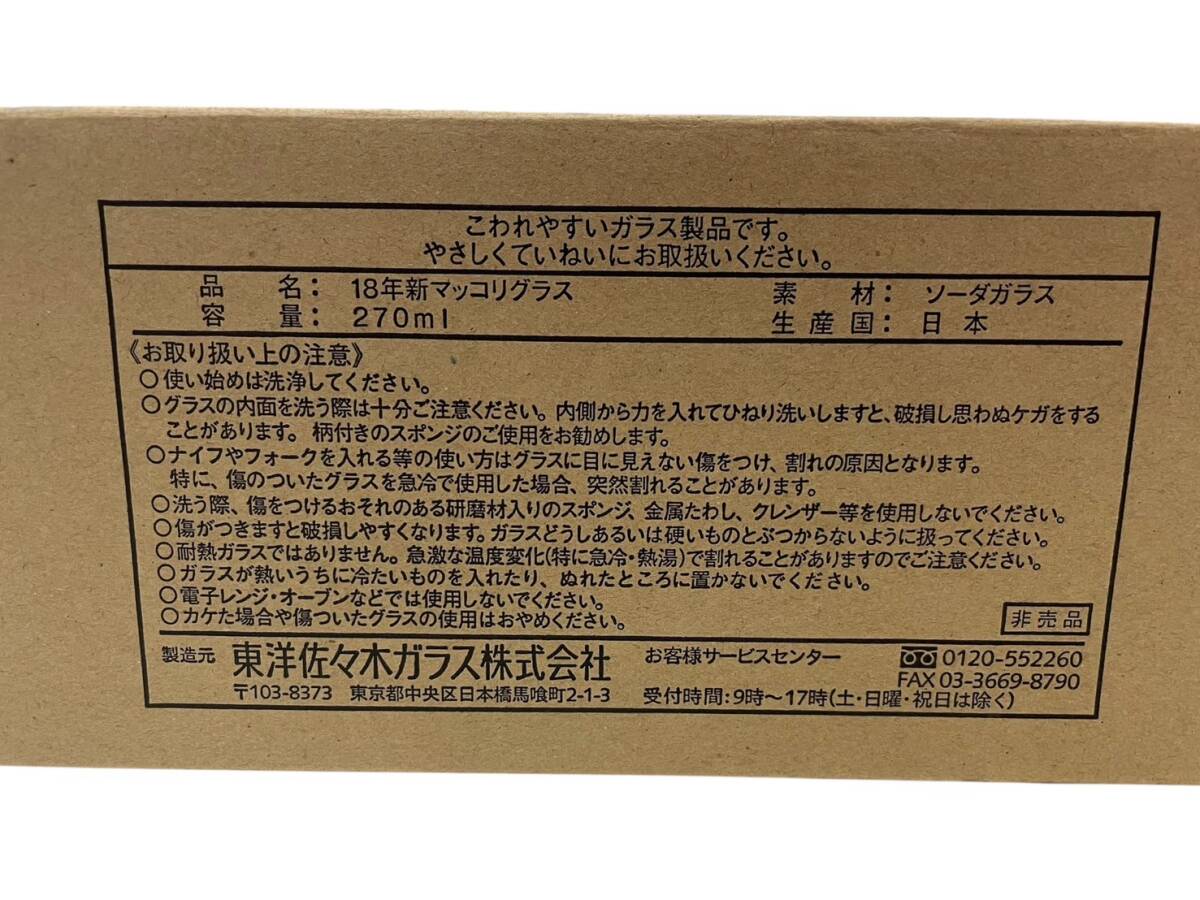 こわれやすいガラス製品です。
やさしくていねいにお取扱いください。
品名： 18年新マッコリグラス 素材： ソーダガラス
容量： 270ml 生産国： 日本
《お取り扱い上の注意》
○使い始めは洗浄してください。
○グラスの内面を洗う際は十分ご注意ください。内側から力を入れてひねり洗いしますと、破損し思わぬケガをする
ことがあります。柄付きのスポンジのご使用をお勧めします。
○ナイフやフォークを入れる等の使い方はグラスに目に見えない傷をつけ、割れの原因となります。
特に、傷のついたグラスを急冷で使用した場合、突然割れることがあります。
○洗う際、傷をつけるおそれのある研磨材入りのスポンジ、金属たわし、クレンザー等を使用しないでください。
○傷がつきますと破損しやすくなります。ガラスどうしあるいは硬いものとぶつからないように扱ってください。
○耐熱ガラスではありません。急激な温度変化(特に急冷・熱湯)で割れることがありますのでご注意ください。
○ガラスが熱いうちに冷たいものを入れたり、ぬれたところに置かないでください。
○電子レンジ・オーブンなどでは使用しないでください。
○カケた場合や傷ついたグラスの使用はおやめください。
非売品
製造元 東洋佐々木ガラス株式会社 お客様サービスセンター 0120-552260
FAX 03-3669-8790
〒103-8373 東京都中央区日本橋馬喰町2-1-3 受付時間：9時～17時(土・日曜・祝日は除く)